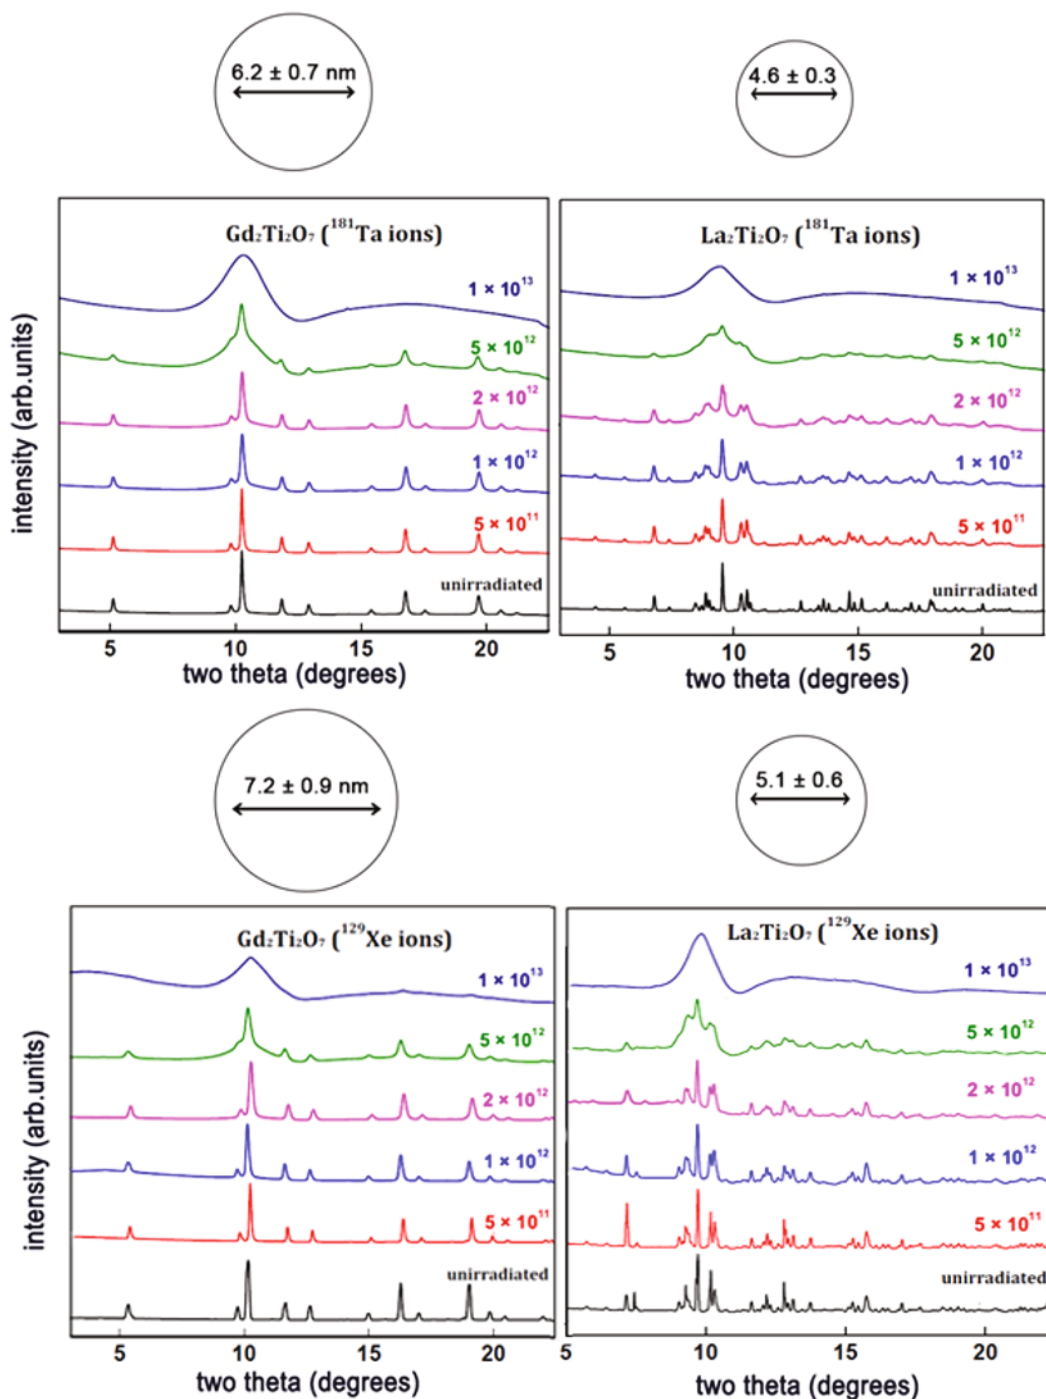 6.2 ± 0.7 nm
4.6 ± 0.3
Gd₂Ti₂O₇ (¹⁸¹Ta ions)
1 × 10¹³
5 × 10¹²
2 × 10¹²
1 × 10¹²
5 × 10¹¹
unirradiated
intensity (arb.units)
5 10 15 20
two theta (degrees)
La₂Ti₂O₇ (¹⁸¹Ta ions)
1 × 10¹³
5 × 10¹²
2 × 10¹²
1 × 10¹²
5 × 10¹¹
unirradiated
5 10 15 20
two theta (degrees)
7.2 ± 0.9 nm
5.1 ± 0.6
Gd₂Ti₂O₇ (¹²⁹Xe ions)
1 × 10¹³
5 × 10¹²
2 × 10¹²
1 × 10¹²
5 × 10¹¹
unirradiated
intensity (arb.units)
5 10 15 20
two theta (degrees)
La₂Ti₂O₇ (¹²⁹Xe ions)
1 × 10¹³
5 × 10¹²
2 × 10¹²
1 × 10¹²
5 × 10¹¹
unirradiated
5 10 15 20
two theta (degrees)